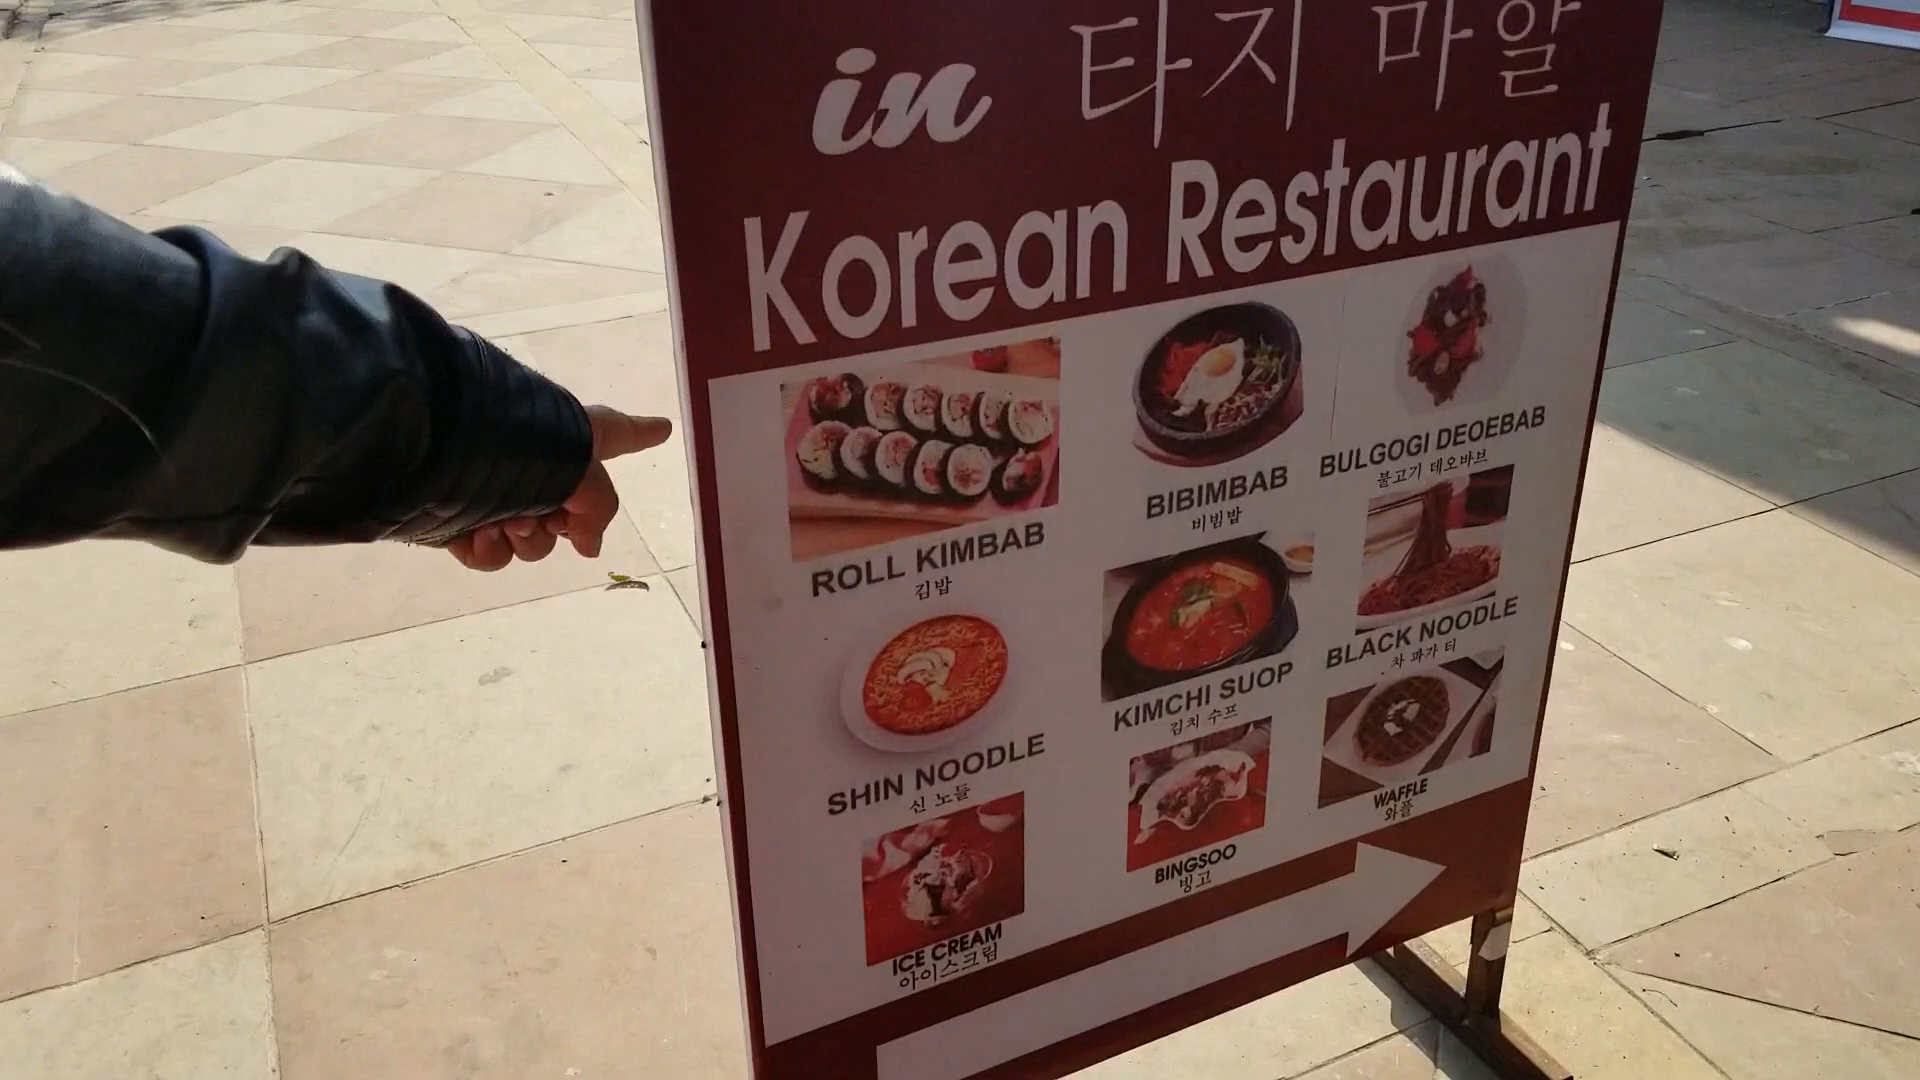 in 타지 마할
Korean Restaurant
ROLL KIMBAB
김밥
BIBIMBAB
비빔밥
BULGOGI DEOEBAB
불고기 데오바브
SHIN NOODLE
신 노들
KIMCHI SUOP
김치 수프
BLACK NOODLE
차 파가 티
ICE CREAM
아이스크림
BINGSOO
빙고
WAFFLE
와플